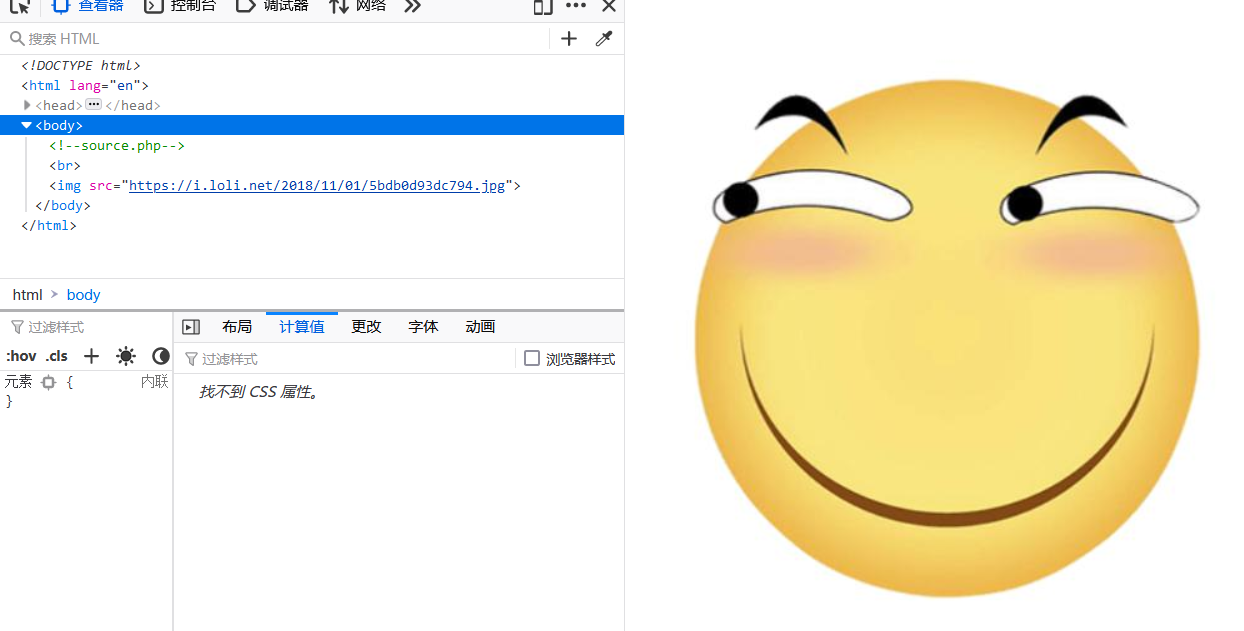 查看器 控制台 调试器 网络
搜索 HTML
<!DOCTYPE html>
<html lang="en">
<head> ... </head>
<body>
<!--source.php-->
<br>
<img src="https://i.loli.net/2018/11/01/5bdb0d93dc794.jpg">
</body>
</html>
html > body
过滤样式
:hov .cls
元素 { 内联
}
布局 计算值 更改 字体 动画
过滤样式 浏览器样式
找不到 CSS 属性。